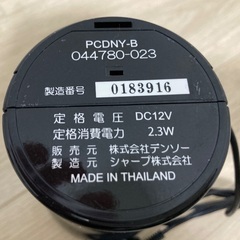 PCDNY-B
044780-023
製造番号 0183916
定格電圧 DC12V
定格消費電力 2.3W
販売元 株式会社デンソー
製造元 シャープ株式会社
MADE IN THAILAND